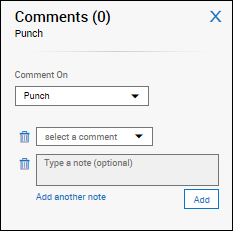 Comments (0)
Punch
Comment On
Punch
select a comment
Type a note (optional)
Add another note
Add